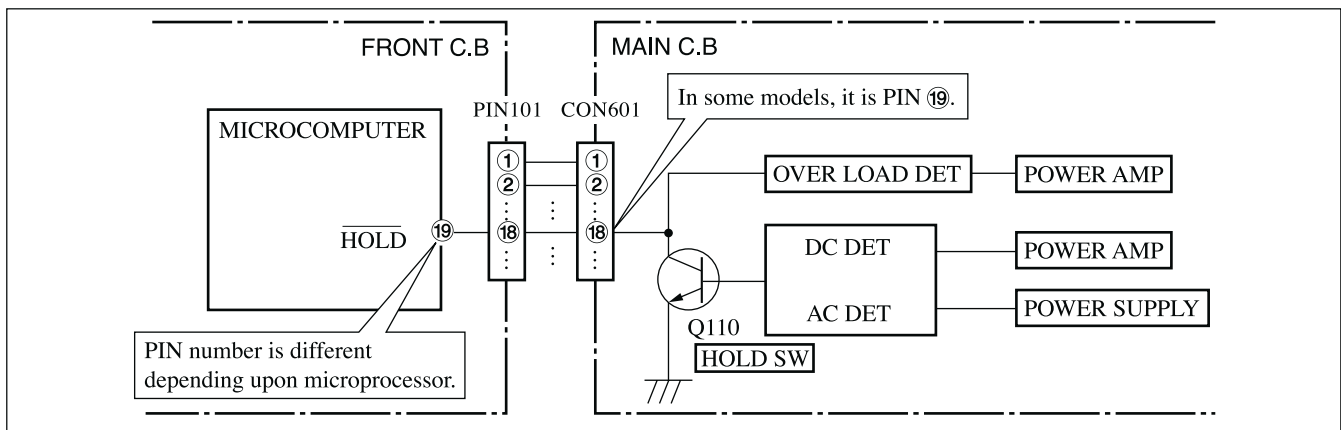 FRONT C.B
MAIN C.B
In some models, it is PIN ⑲.
PIN101
CON601
MICROCOMPUTER
HOLD
⑲
①
②
⋮
⑱
⋮
⋮
⋮
①
②
⋮
⑱
⋮
OVER LOAD DET
POWER AMP
DC DET
AC DET
POWER AMP
POWER SUPPLY
Q110
HOLD SW
PIN number is different
depending upon microprocessor.